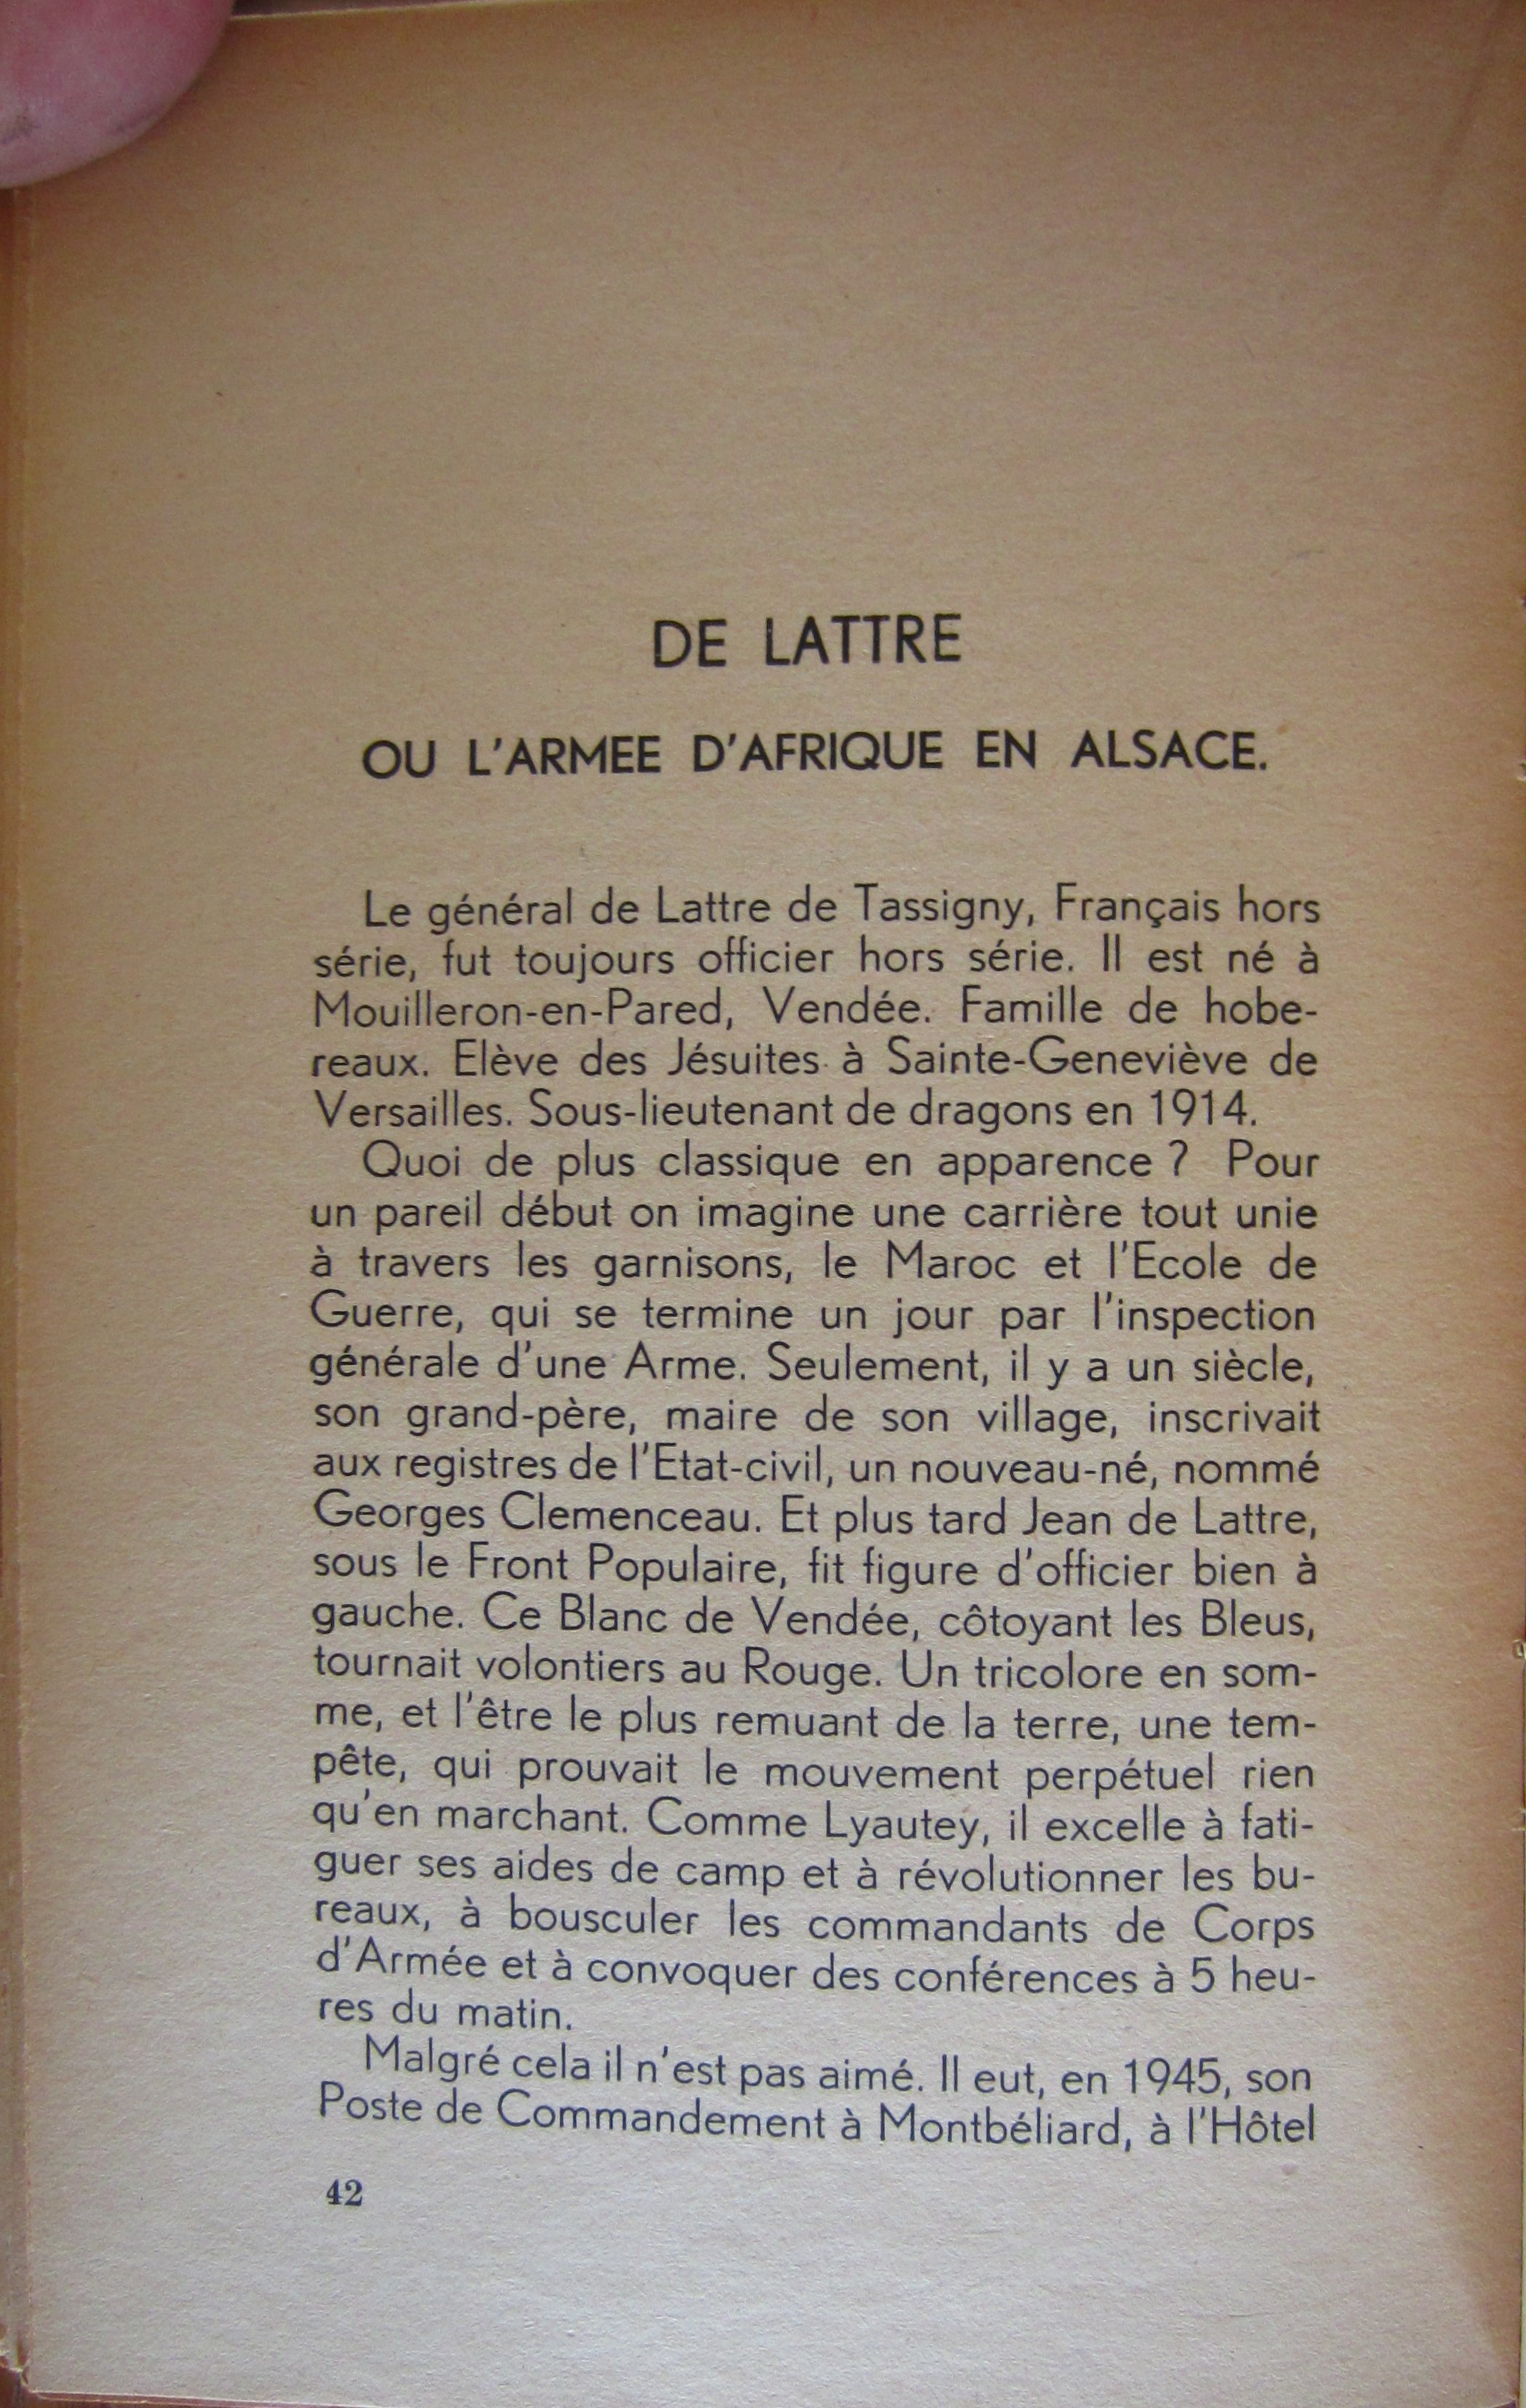 DE LATTRE
OU L'ARMEE D'AFRIQUE EN ALSACE.
Le général de Lattre de Tassigny, Français hors
série, fut toujours officier hors série. Il est né à
Mouilleron-en-Pared, Vendée. Famille de hobe-
reaux. Elève des Jésuites à Sainte-Geneviève de
Versailles. Sous-lieutenant de dragons en 1914.
Quoi de plus classique en apparence ? Pour
un pareil début on imagine une carrière tout unie
à travers les garnisons, le Maroc et l'Ecole de
Guerre, qui se termine un jour par l'inspection
générale d'une Arme. Seulement, il y a un siècle,
son grand-père, maire de son village, inscrivait
aux registres de l'Etat-civil, un nouveau-né, nommé
Georges Clemenceau. Et plus tard Jean de Lattre,
sous le Front Populaire, fit figure d'officier bien à
gauche. Ce Blanc de Vendée, côtoyant les Bleus,
tournait volontiers au Rouge. Un tricolore en som-
me, et l'être le plus remuant de la terre, une tem-
pête, qui prouvait le mouvement perpétuel rien
qu'en marchant. Comme Lyautey, il excelle à fati-
guer ses aides de camp et à révolutionner les bu-
reaux, à bousculer les commandants de Corps
d'Armée et à convoquer des conférences à 5 heu-
res du matin.
Malgré cela il n'est pas aimé. Il eut, en 1945, son
Poste de Commandement à Montbéliard, à l'Hôtel
42